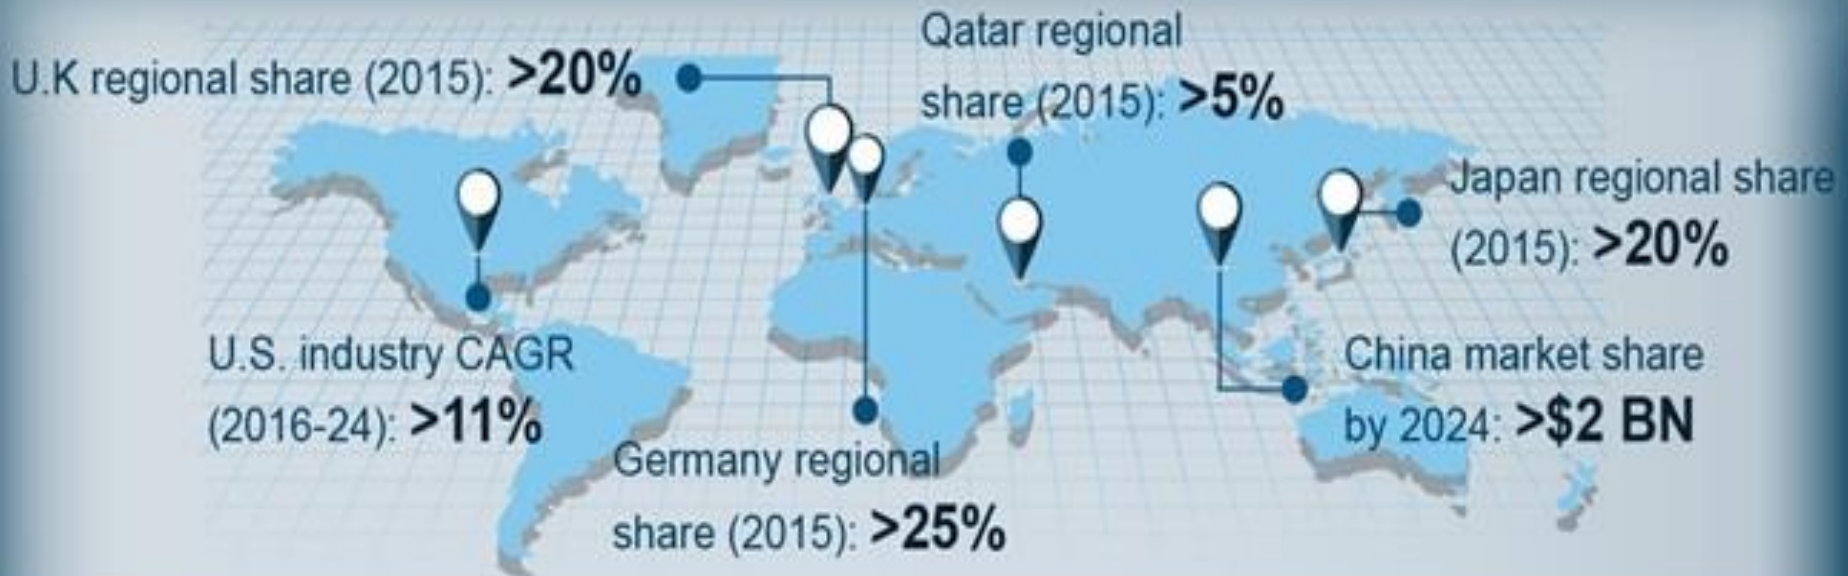 U.K regional share (2015): >20%
Qatar regional
share (2015): >5%
Japan regional share
(2015): >20%
U.S. industry CAGR
(2016-24): >11%
China market share
by 2024: >$2 BN
Germany regional
share (2015): >25%